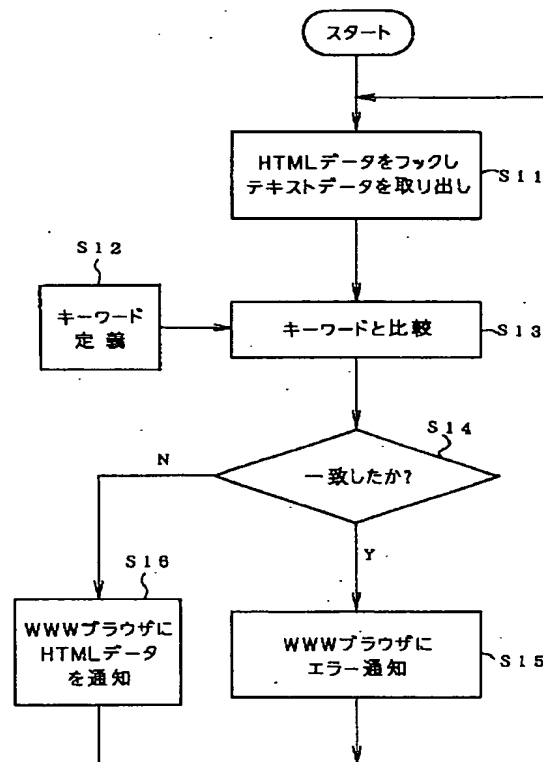 スタート
HTMLデータをフックし
テキストデータを取り出し
S11
S12
キーワード
定義
キーワードと比較
S13
S14
一致したか?
N
Y
S16
WWWブラウザに
HTMLデータ
を通知
WWWブラウザに
エラー通知
S15